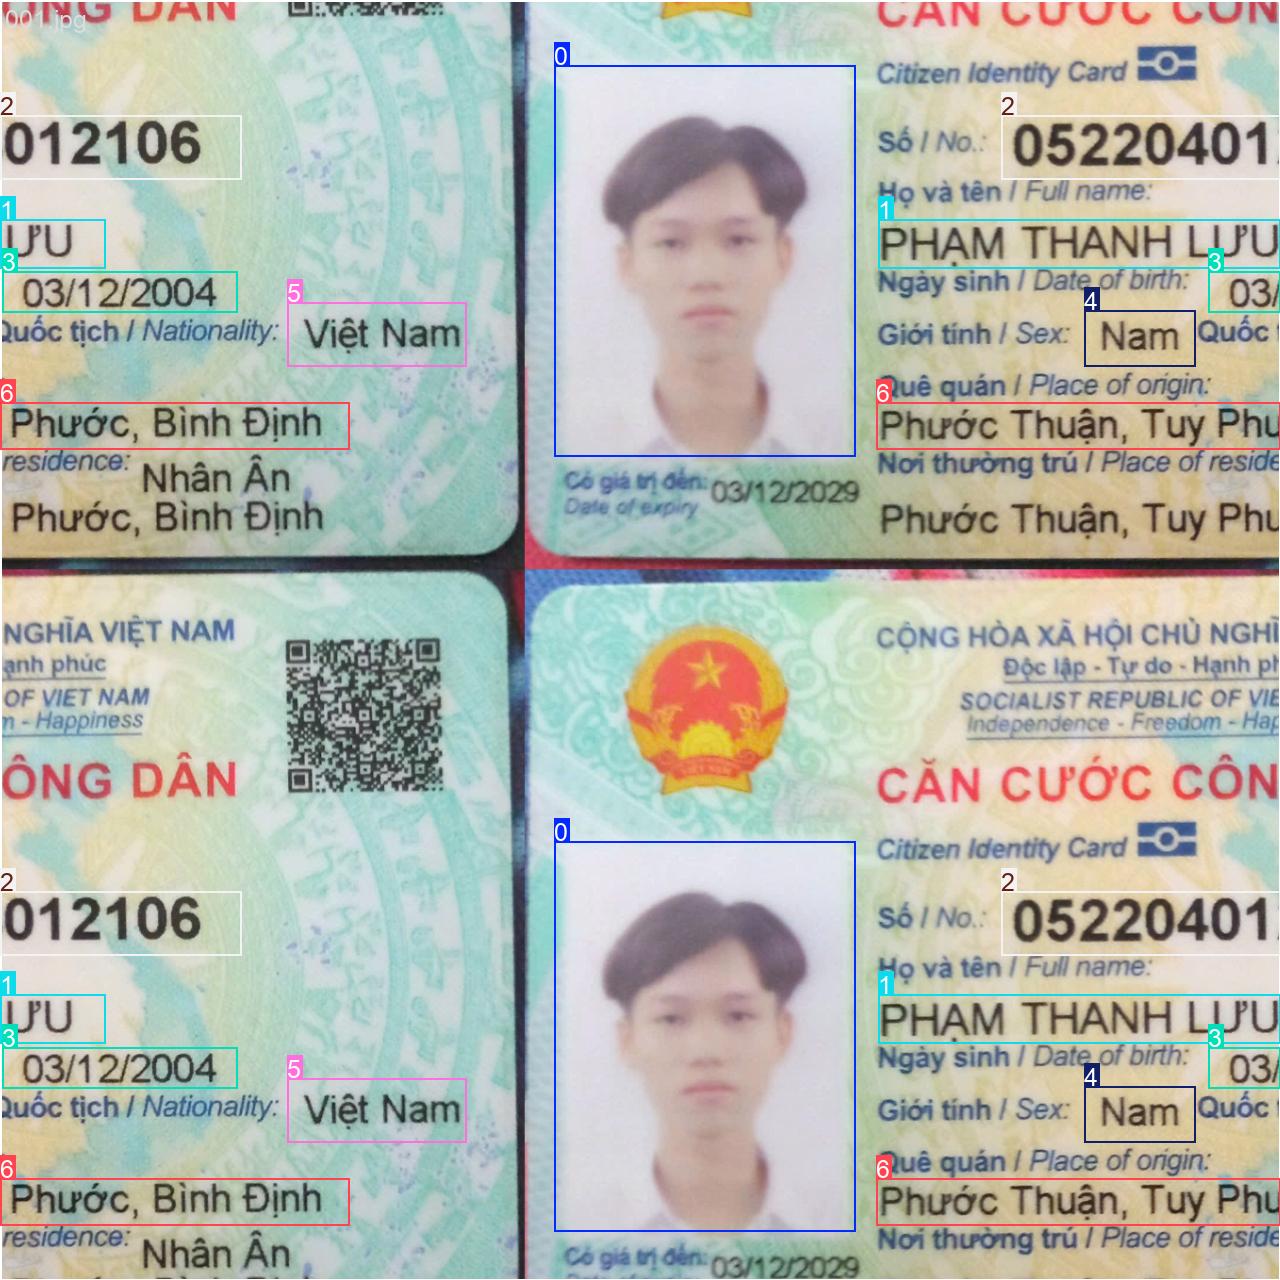 001.jpg
ÔNG DÂN
2
012106
1
ƯU
3
03/12/2004
Quốc tịch / Nationality:
5
Việt Nam
6
Phước, Bình Định
residence:
Nhân Ân
Phước, Bình Định
CĂN CƯỚC CÔN
0
Citizen Identity Card
2
Số / No.: 05220401
Họ và tên / Full name:
1
PHẠM THANH LƯU
3
Ngày sinh / Date of birth: 03/
4
Giới tính / Sex: Nam Quốc
Quê quán / Place of origin:
6
Phước Thuận, Tuy Phư
Nơi thường trú / Place of reside
Có giá trị đến: 03/12/2029
Date of expiry
Phước Thuận, Tuy Phư
NGHĨA VIỆT NAM
ạnh phúc
OF VIET NAM
m - Happiness
ÔNG DÂN
2
012106
1
ƯU
3
03/12/2004
Quốc tịch / Nationality:
5
Việt Nam
6
Phước, Bình Định
residence:
Nhân Ân
CỘNG HÒA XÃ HỘI CHỦ NGHĨ
Độc lập - Tự do - Hạnh ph
SOCIALIST REPUBLIC OF VIE
Independence - Freedom - Hap
CĂN CƯỚC CÔN
0
Citizen Identity Card
2
Số / No.: 05220401
Họ và tên / Full name:
1
PHẠM THANH LƯU
3
Ngày sinh / Date of birth: 03/
4
Giới tính / Sex: Nam Quốc
Quê quán / Place of origin:
6
Phước Thuận, Tuy Phư
Nơi thường trú / Place of reside
Có giá trị đến: 03/12/2029